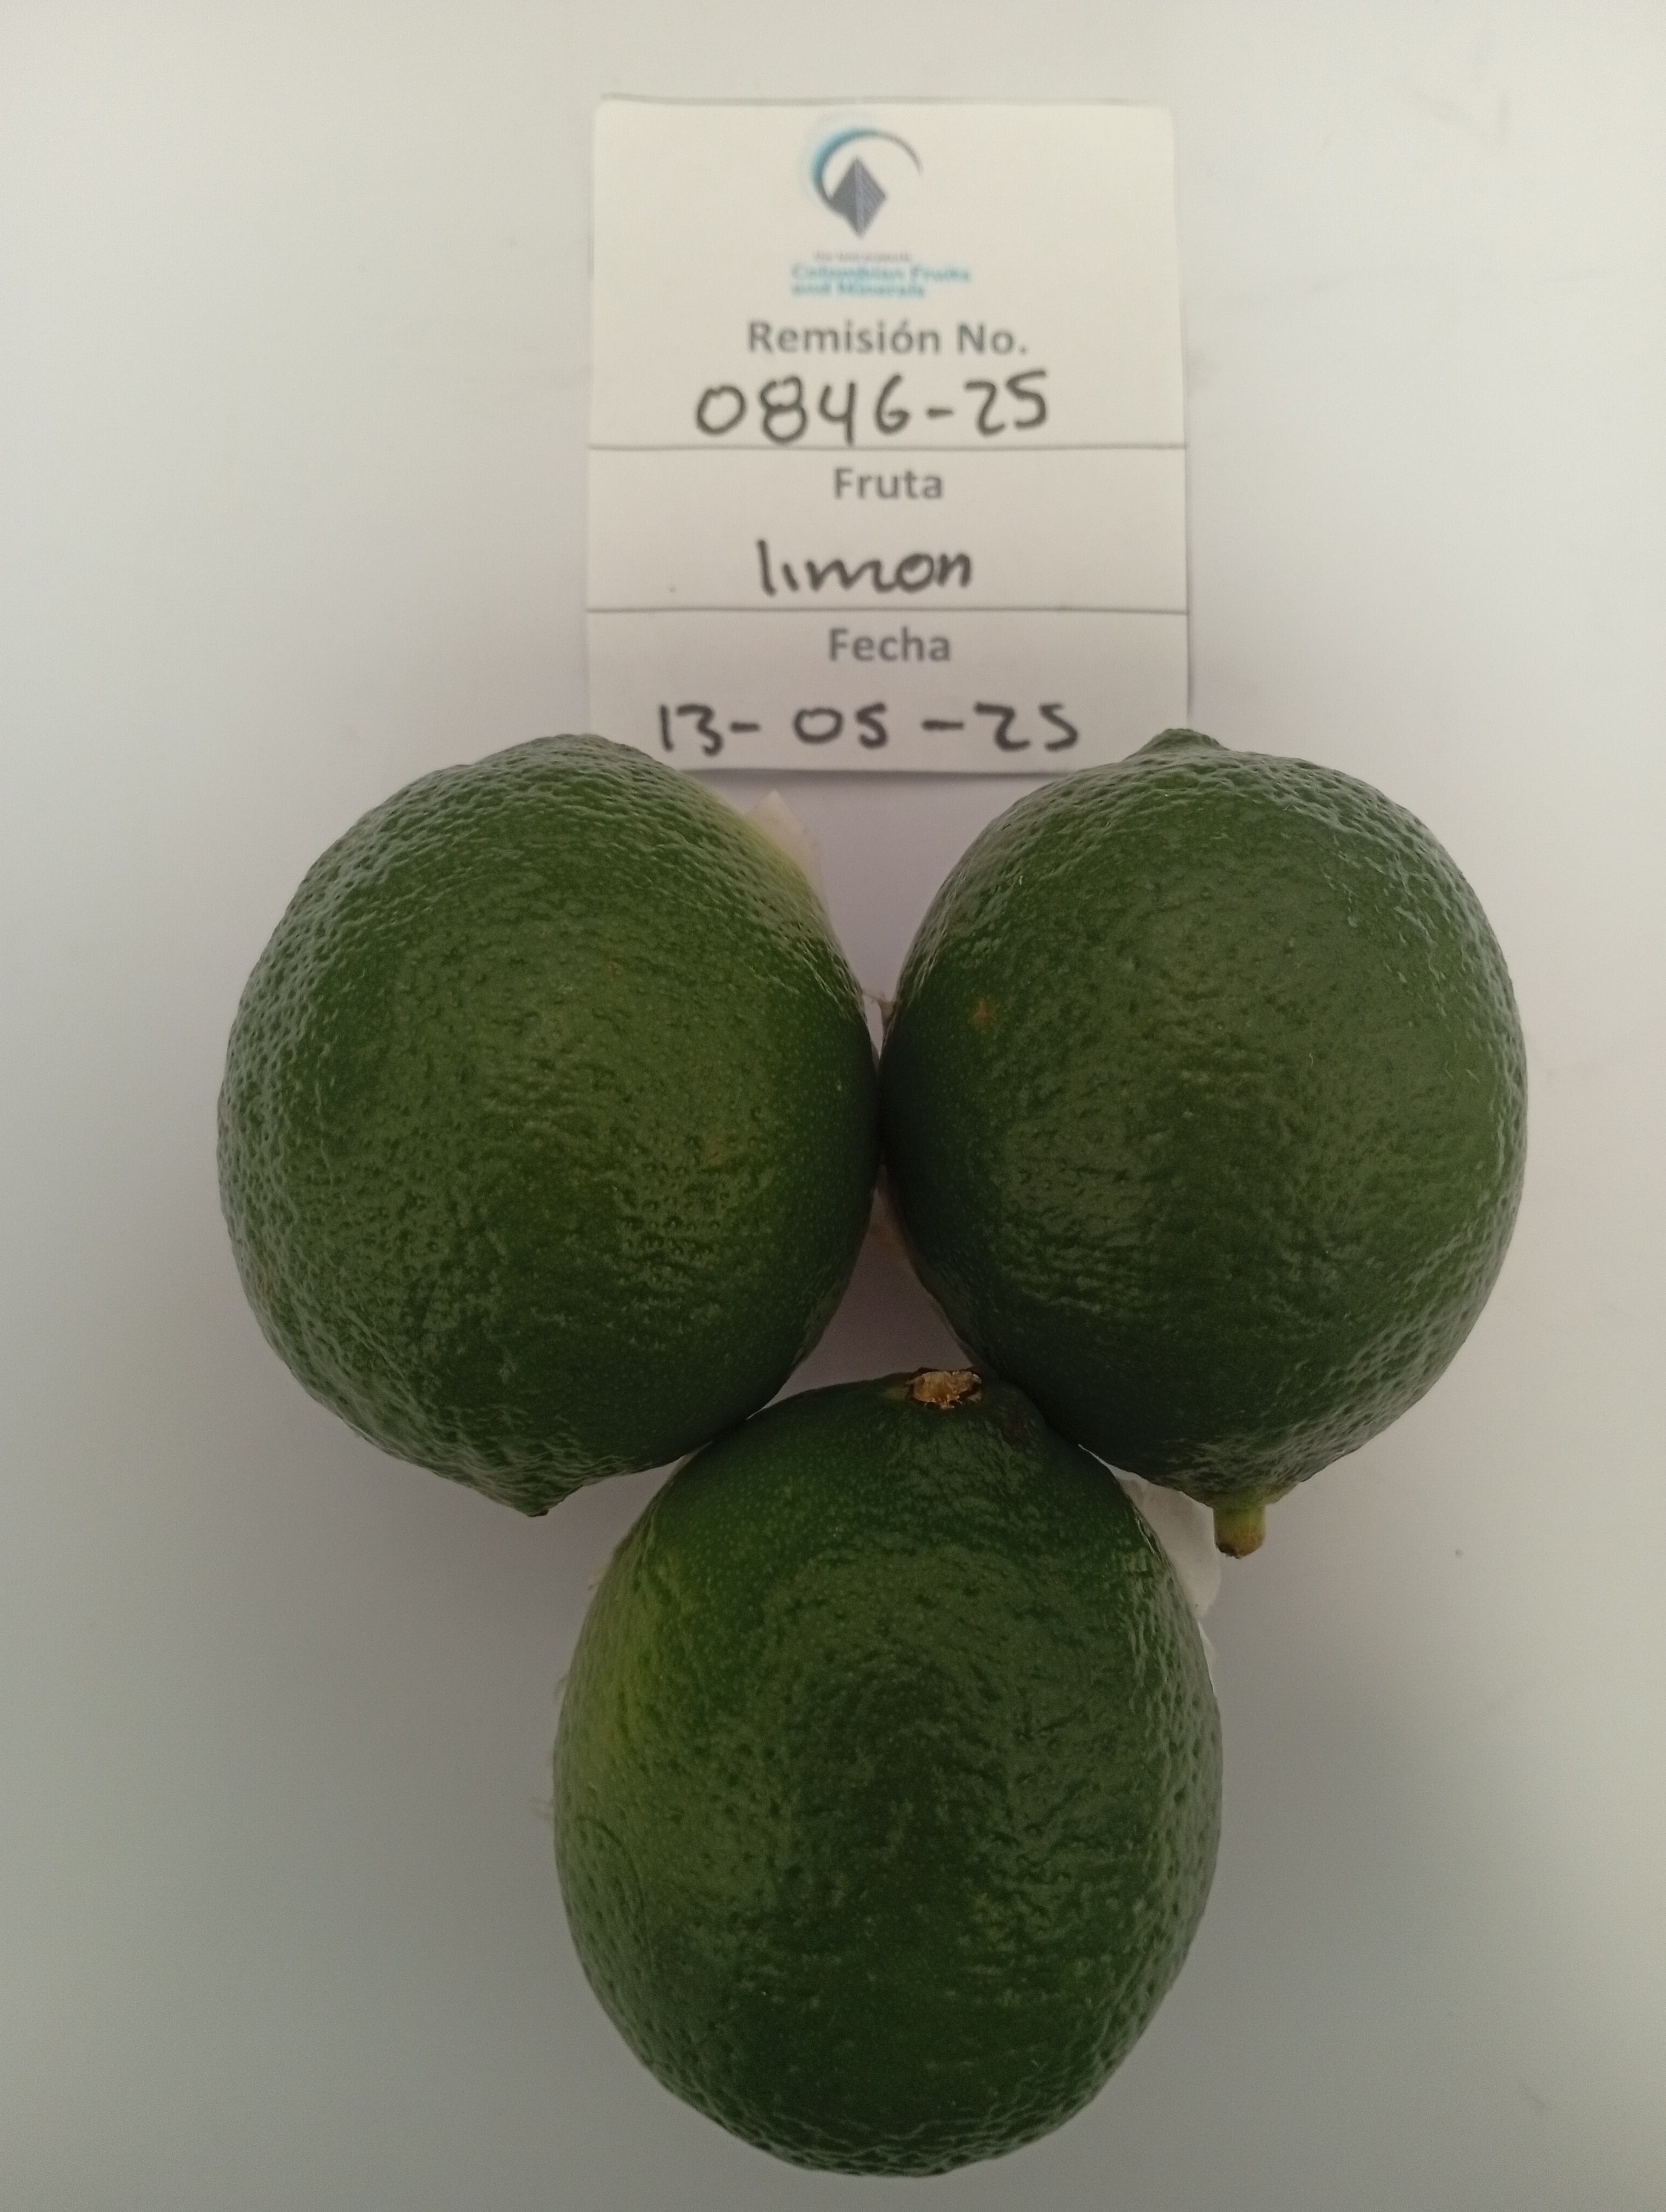 Colombian Fruits
and Minerals
Remisión No.
0846-25
Fruta
limon
Fecha
13-05-25